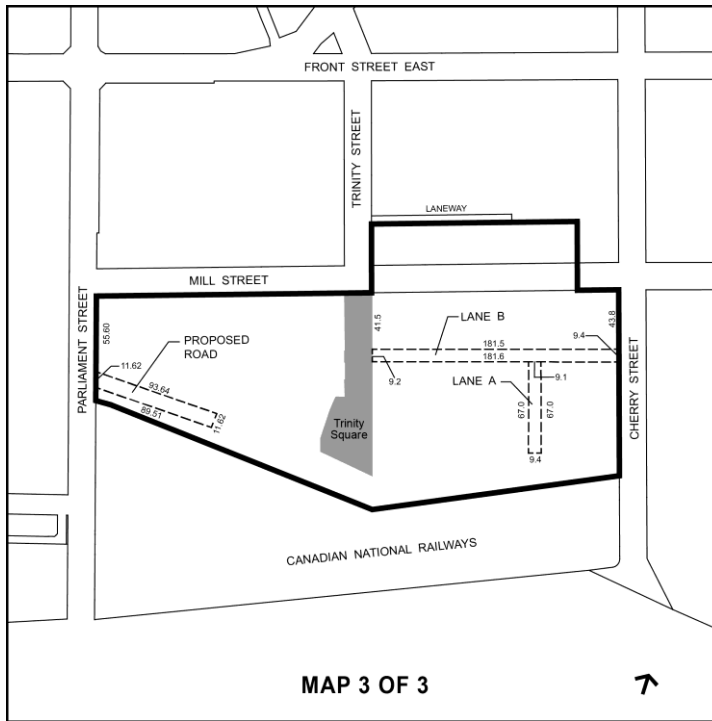 FRONT STREET EAST
TRINITY STREET
LANEWAY
MILL STREET
PARLIAMENT STREET
55.60
PROPOSED
ROAD
11.62
93.64
89.51
11.62
Trinity
Square
41.5
LANE B
9.4
43.8
181.5
181.6
9.2
LANE A
9.1
67.0
67.0
9.4
CHERRY STREET
CANADIAN NATIONAL RAILWAYS
MAP 3 OF 3